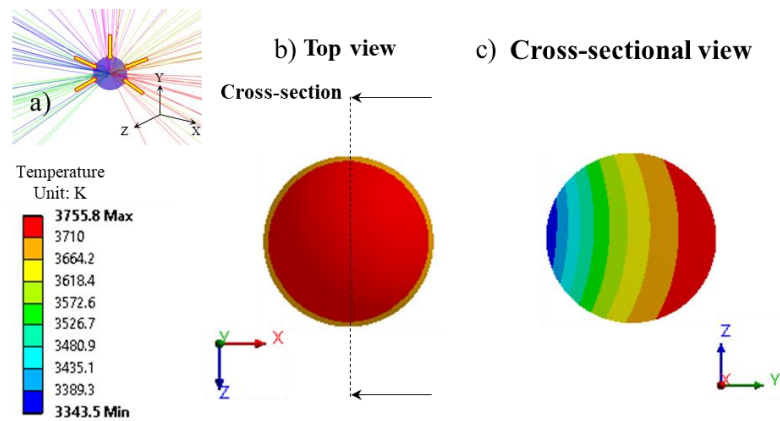 a)
Y
Z
X
b) Top view
c) Cross-sectional view
Cross-section
Temperature
Unit: K
3755.8 Max
3710
3664.2
3618.4
3572.6
3526.7
3480.9
3435.1
3389.3
3343.5 Min
Y
X
Z
Z
X
Y